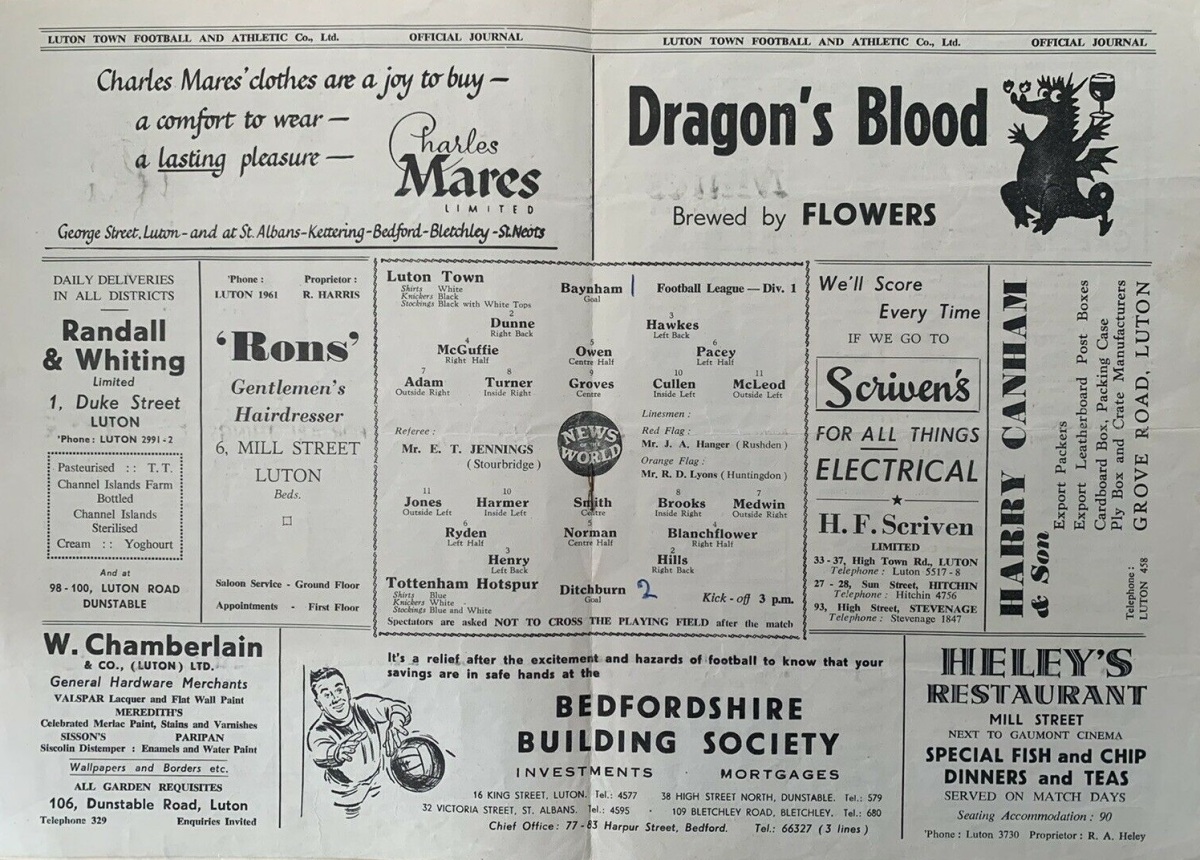 LUTON TOWN FOOTBALL AND ATHLETIC Co., Ltd. OFFICIAL JOURNAL
LUTON TOWN FOOTBALL AND ATHLETIC Co., Ltd. OFFICIAL JOURNAL
Charles Mares' clothes are a joy to buy —
a comfort to wear —
a lasting pleasure —
Charles
Mares
LIMITED
George Street, Luton - and at St. Albans - Kettering - Bedford - Bletchley - St. Neots
Dragon's Blood
Brewed by FLOWERS
DAILY DELIVERIES
IN ALL DISTRICTS
Randall
& Whiting
Limited
1, Duke Street
LUTON
'Phone : LUTON 2991 - 2
Pasteurised :: T. T.
Channel Islands Farm
Bottled
Channel Islands
Sterilised
Cream :: Yoghourt
And at
98 - 100, LUTON ROAD
DUNSTABLE
'Phone : Proprietor :
LUTON 1961 R. HARRIS
'Rons'
Gentlemen's
Hairdresser
6, MILL STREET
LUTON
Beds.
Saloon Service - Ground Floor
Appointments - First Floor
Luton Town
Shirts White
Knickers Black
Stockings Black with White Tops
Baynham 1
Goal
Football League — Div. 1
2
Dunne
Right Back
3
Hawkes
Left Back
4
McGuffie
Right Half
5
Owen
Centre Half
6
Pacey
Left Half
7
Adam
Outside Right
8
Turner
Inside Right
9
Groves
Centre
10
Cullen
Inside Left
11
McLeod
Outside Left
Referee :
Mr. E. T. JENNINGS
(Stourbridge)
NEWS
OF THE
WORLD
Linesmen :
Red Flag :
Mr. J. A. Hanger (Rushden)
Orange Flag :
Mr. R. D. Lyons (Huntingdon)
11
Jones
Outside Left
10
Harmer
Inside Left
Smith
Centre
8
Brooks
Inside Right
7
Medwin
Outside Right
6
Ryden
Left Half
5
Norman
Centre Half
4
Blanchflower
Right Half
3
Henry
Left Back
2
Hills
Right Back
Tottenham Hotspur
Shirts Blue
Knickers White
Stockings Blue and White
Ditchburn 2
Goal
Kick - off 3 p.m.
Spectators are asked NOT TO CROSS THE PLAYING FIELD after the match
We'll Score
Every Time
IF WE GO TO
Scriven's
FOR ALL THINGS
ELECTRICAL
H. F. Scriven
LIMITED
33 - 37, High Town Rd., LUTON
Telephone : Luton 5517 - 8
27 - 28, Sun Street, HITCHIN
Telephone : Hitchin 4756
93, High Street, STEVENAGE
Telephone : Stevenage 1847
HARRY CANHAM
& Son
Export Packers
Export Leatherboard Post Boxes
Cardboard Box, Packing Case
Ply Box and Crate Manufacturers
GROVE ROAD, LUTON
Telephone :
LUTON 458
W. Chamberlain
& CO., (LUTON) LTD.
General Hardware Merchants
VALSPAR Lacquer and Flat Wall Paint
MEREDITH'S
Celebrated Merlac Paint, Stains and Varnishes
SISSON'S PARIPAN
Siscolin Distemper : Enamels and Water Paint
Wallpapers and Borders etc.
ALL GARDEN REQUISITES
106, Dunstable Road, Luton
Telephone 329 Enquiries Invited
It's a relief after the excitement and hazards of football to know that your
savings are in safe hands at the
BEDFORDSHIRE
BUILDING SOCIETY
INVESTMENTS · MORTGAGES
16 KING STREET, LUTON. Tel.: 4577 38 HIGH STREET NORTH, DUNSTABLE. Tel.: 579
32 VICTORIA STREET, ST. ALBANS. Tel.: 4595 · 109 BLETCHLEY ROAD, BLETCHLEY. Tel.: 680
Chief Office : 77 - 83 Harpur Street, Bedford. Tel.: 66327 (3 lines)
HELEY'S
RESTAURANT
MILL STREET
NEXT TO GAUMONT CINEMA
SPECIAL FISH and CHIP
DINNERS and TEAS
SERVED ON MATCH DAYS
Seating Accommodation : 90
'Phone : Luton 3730 Proprietor : R. A. Heley